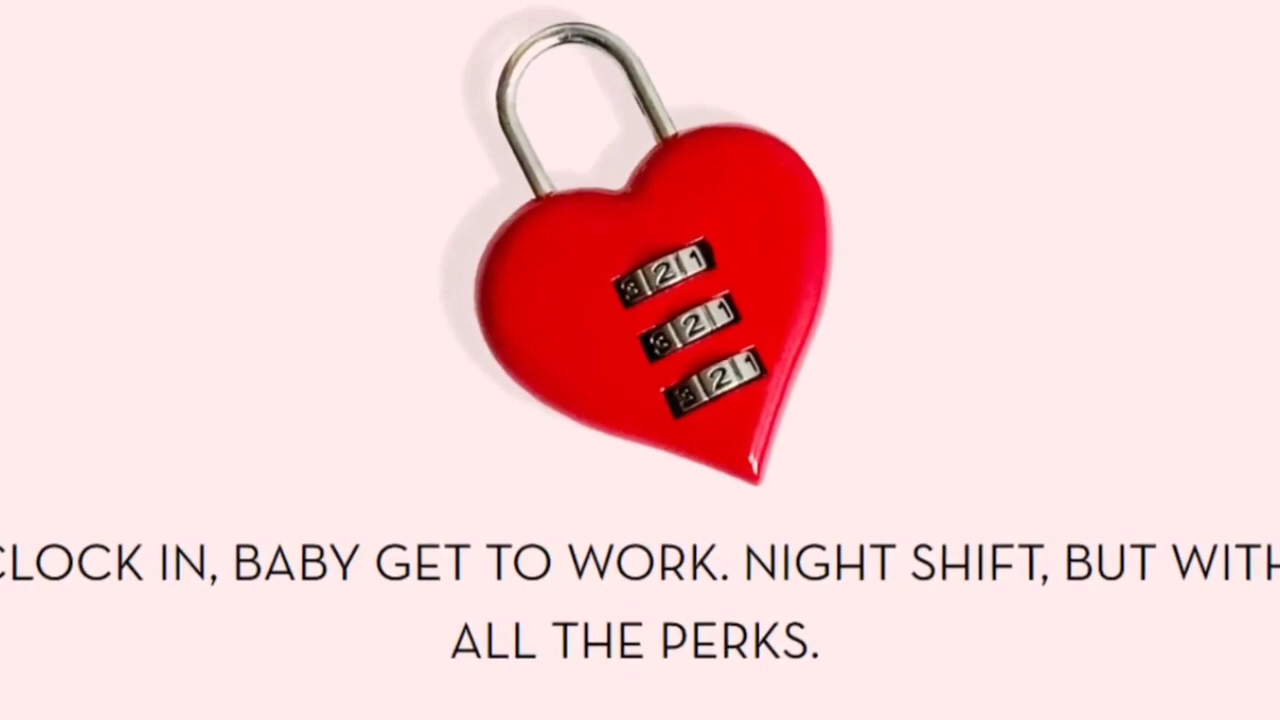 321
321
321
CLOCK IN, BABY GET TO WORK. NIGHT SHIFT, BUT WITH
ALL THE PERKS.